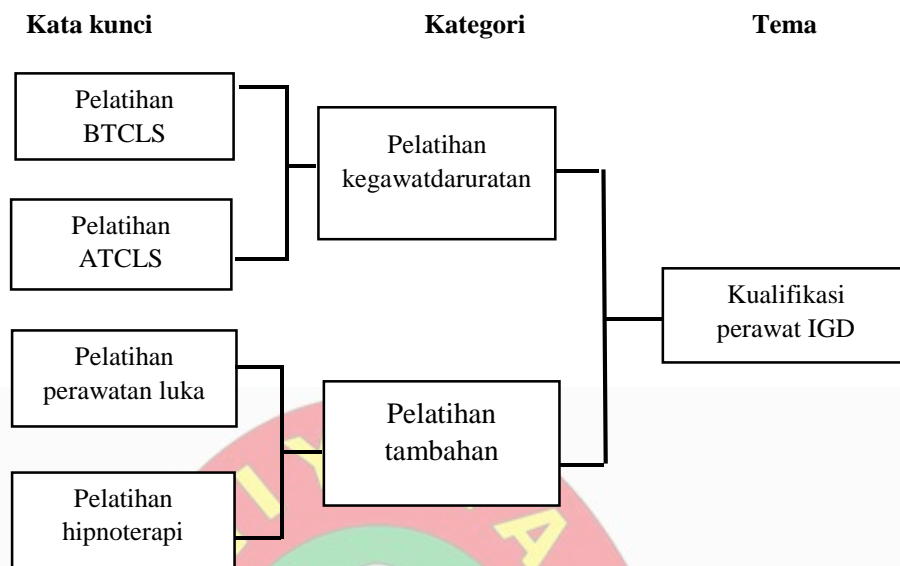 Kata kunci
Kategori
Tema
Pelatihan
BTCLS
Pelatihan
ATCLS
Pelatihan
kegawatdaruratan
Pelatihan
perawatan luka
Pelatihan
hipnoterapi
Pelatihan
tambahan
Kualifikasi
perawat IGD